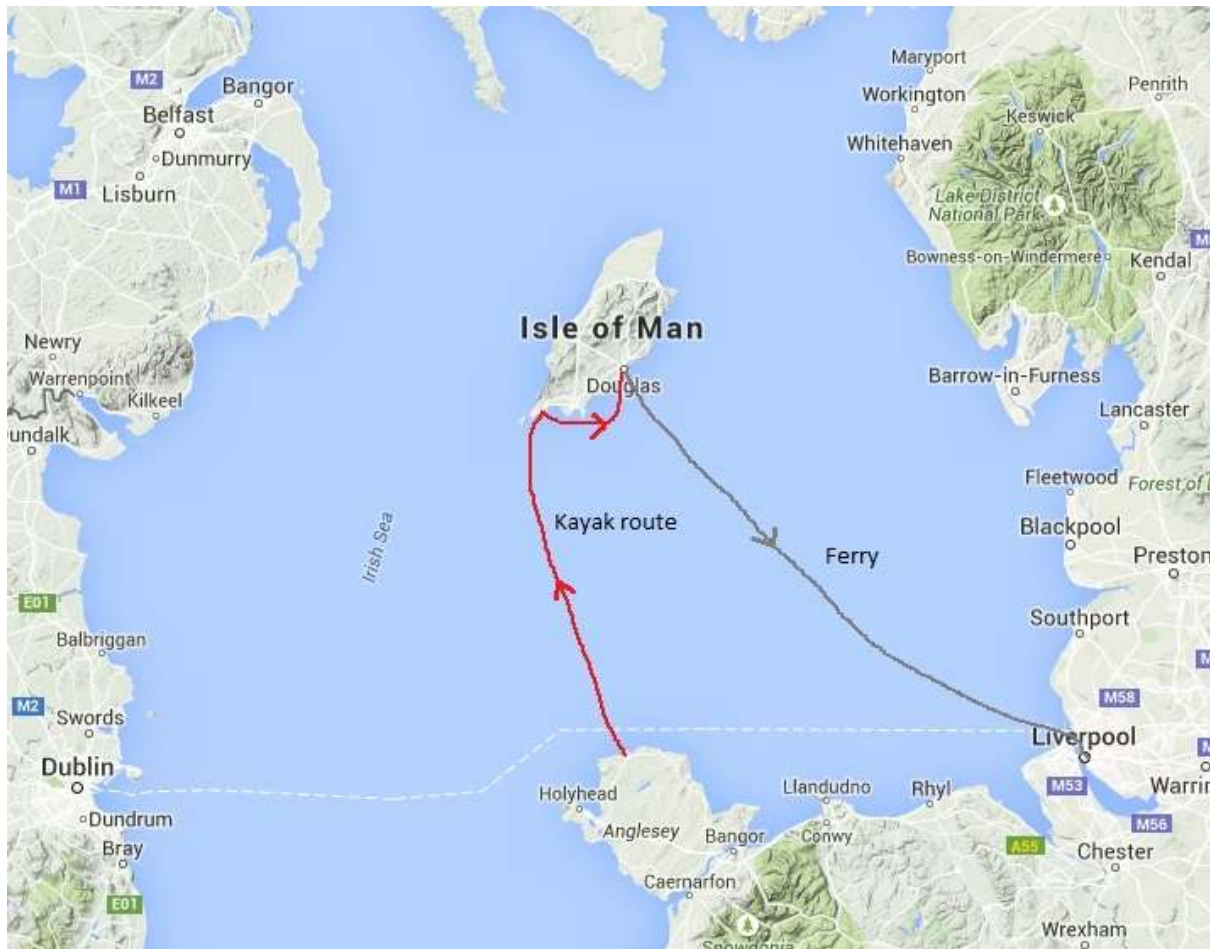 M2
Bangor
Belfast
Dunmurry
M1
Lisburn
Maryport
Penrith
Workington
Keswick
Whitehaven
Lake District
National Park
Bowness-on-Windermere
Kendal
Isle of Man
Newry
Warrenpoint
Kilkeel
Douglas
Barrow-in-Furness
Lancaster
Fleetwood
Forest of
Blackpool
Kayak route
Irish Sea
Ferry
Preston
E01
Southport
Balbriggan
M58
M2
Swords
Liverpool
Dublin
M53
Holyhead
Llandudno
Rhyl
Dundrum
Anglesey
Bangor
Conwy
M56
Bray
A55
Chester
Caernarfon
E01
Wrexham